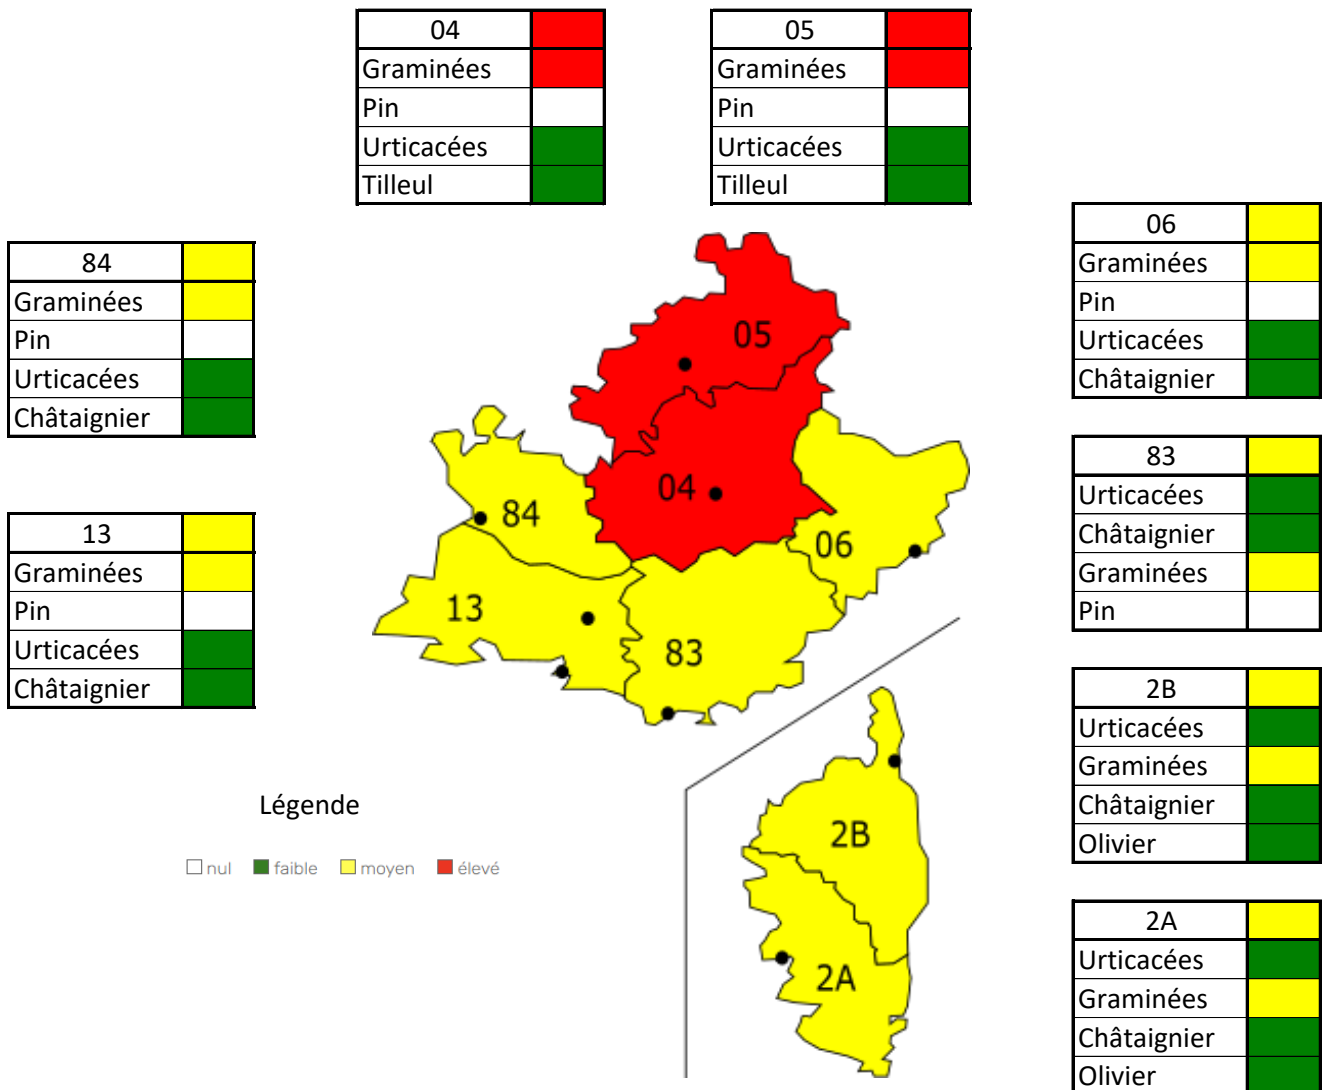 04
Graminées
Pin
Urticacées
Tilleul
05
Graminées
Pin
Urticacées
Tilleul
84
Graminées
Pin
Urticacées
Châtaignier
06
Graminées
Pin
Urticacées
Châtaignier
13
Graminées
Pin
Urticacées
Châtaignier
83
Urticacées
Châtaignier
Graminées
Pin
2B
Urticacées
Graminées
Châtaignier
Olivier
2A
Urticacées
Graminées
Châtaignier
Olivier
05
04
84
06
13
83
2B
2A
Légende
nul faible moyen élevé